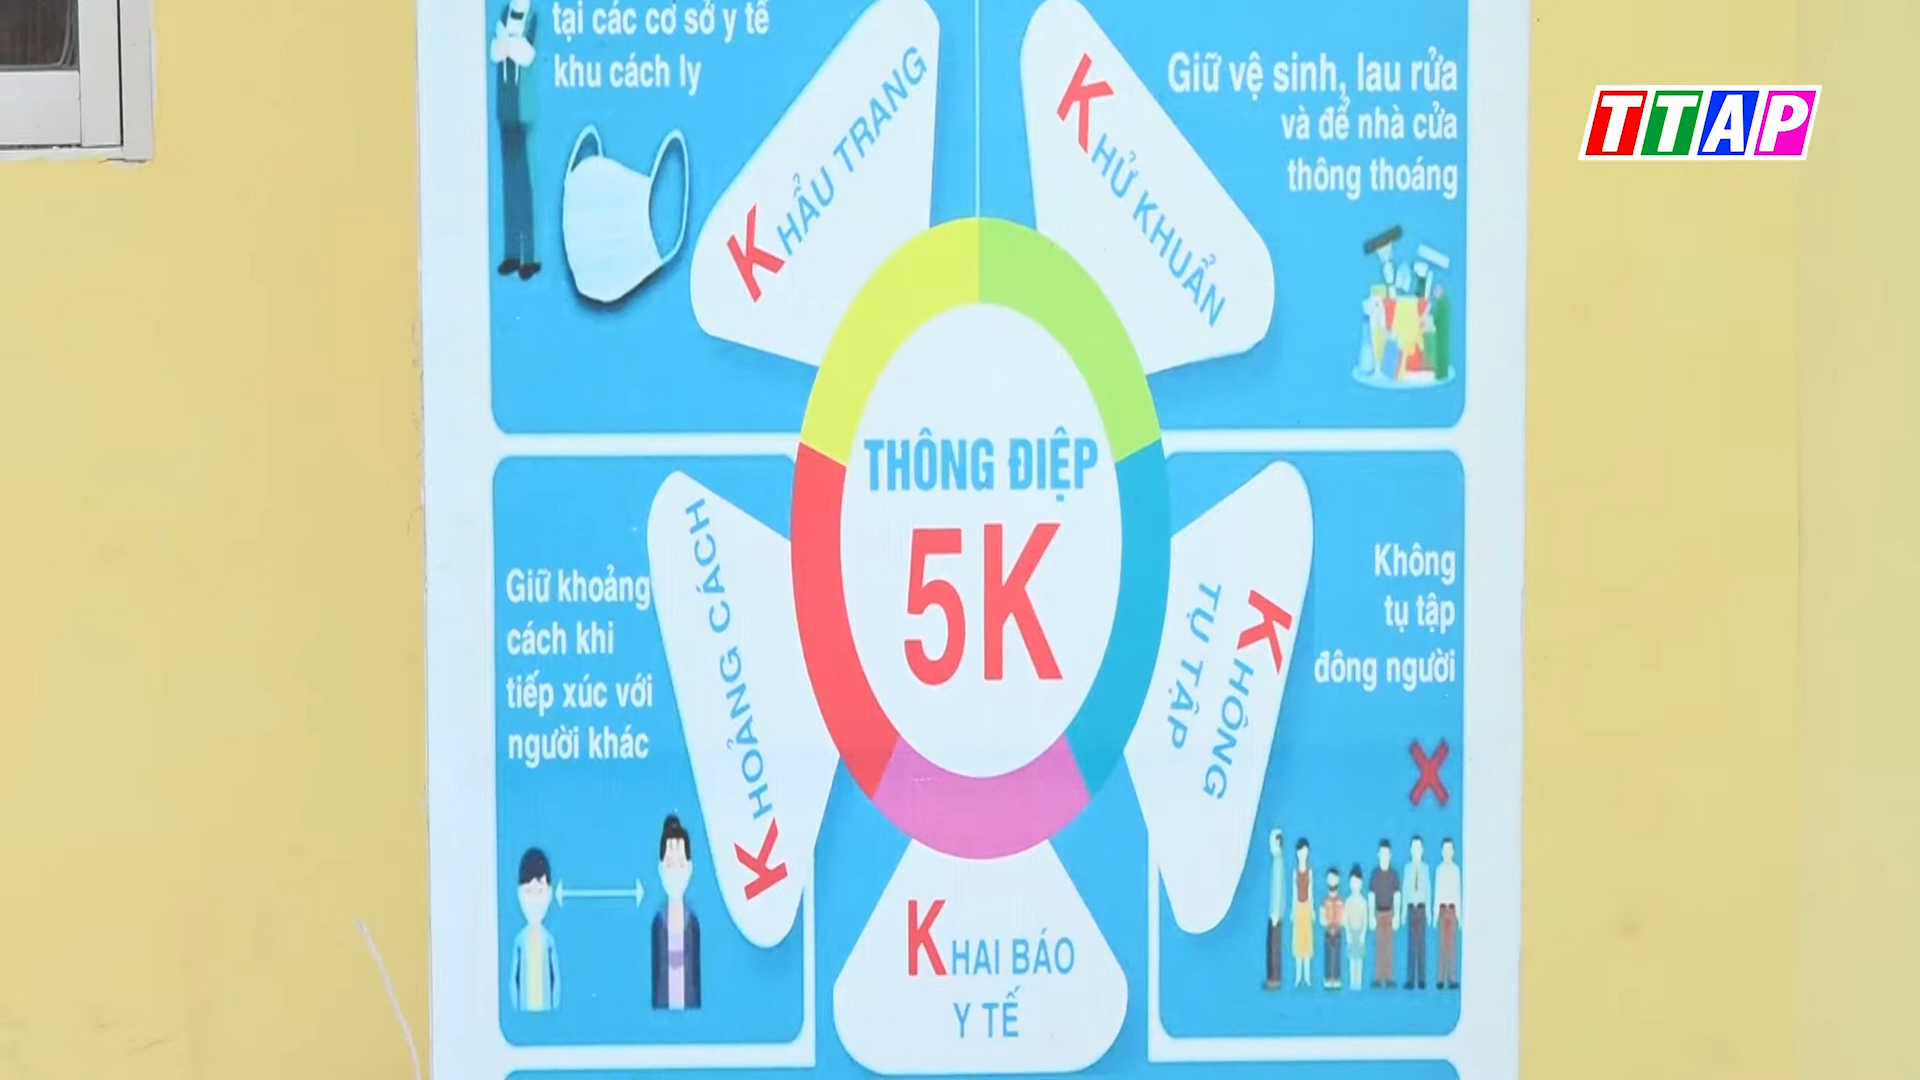 tại các cơ sở y tế
khu cách ly
KHẨU TRANG
KHỬ KHUẨN
Giữ vệ sinh, lau rửa
và để nhà cửa
thông thoáng
TTAP
THÔNG ĐIỆP
5K
Giữ khoảng
cách khi
tiếp xúc với
người khác
KHOẢNG CÁCH
KHÔNG
TỤ TẬP
Không
tụ tập
đông người
KHAI BÁO
Y TẾ